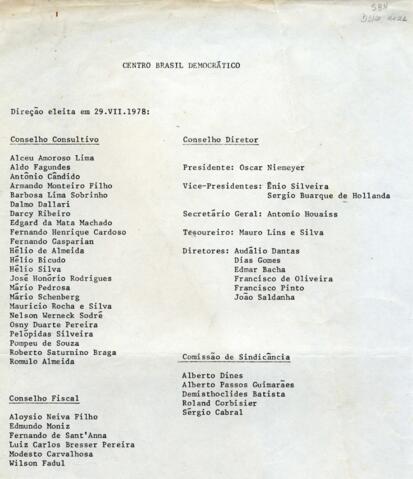 SBN
CENTRO BRASIL DEMOCRÁTICO
Direção eleita em 29.VII.1978:
Conselho Consultivo
Alceu Amoroso Lima
Aldo Fagundes
Antônio Cândido
Armando Monteiro Filho
Barbosa Lima Sobrinho
Dalmo Dallari
Darcy Ribeiro
Edgard da Mata Machado
Fernando Henrique Cardoso
Fernando Gasparian
Hélio de Almeida
Hélio Bicudo
Hélio Silva
José Honório Rodrigues
Mário Pedrosa
Mário Schenberg
Mauricio Rocha e Silva
Nelson Werneck Sodré
Osny Duarte Pereira
Pelópidas Silveira
Pompeu de Souza
Roberto Saturnino Braga
Romulo Almeida
Conselho Fiscal
Aloysio Neiva Filho
Edmundo Moniz
Fernando de Sant'Anna
Luiz Carlos Bresser Pereira
Modesto Carvalhosa
Wilson Fadul
Conselho Diretor
Presidente: Oscar Niemeyer
Vice-Presidentes: Ênio Silveira
Sergio Buarque de Hollanda
Secretário Geral: Antonio Houaiss
Tesoureiro: Mauro Lins e Silva
Diretores: Audálio Dantas
Dias Gomes
Edmar Bacha
Francisco de Oliveira
Francisco Pinto
João Saldanha
Comissão de Sindicância
Alberto Dines
Alberto Passos Guimarães
Demisthoclides Batista
Roland Corbisier
Sérgio Cabral